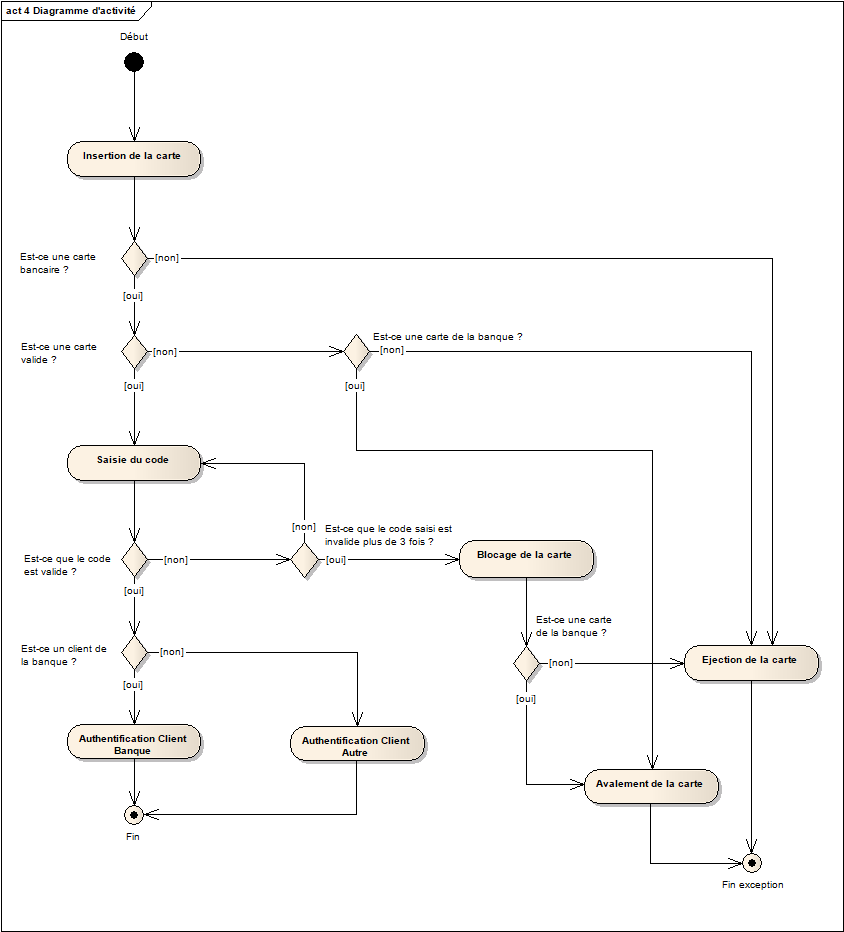 act 4 Diagramme d'activité
Début
Insertion de la carte
Est-ce une carte
bancaire ?
[non]
[oui]
Est-ce une carte
valide ?
[non]
Est-ce une carte de la banque ?
[non]
[oui]
[oui]
Saisie du code
[non]
Est-ce que le code saisi est
invalide plus de 3 fois ?
Est-ce que le code
est valide ?
[non]
[oui]
Blocage de la carte
[oui]
Est-ce une carte
de la banque ?
Est-ce un client de
la banque ?
[non]
[non]
Ejection de la carte
[oui]
[oui]
Authentification Client
Banque
Authentification Client
Autre
Avalement de la carte
Fin
Fin exception